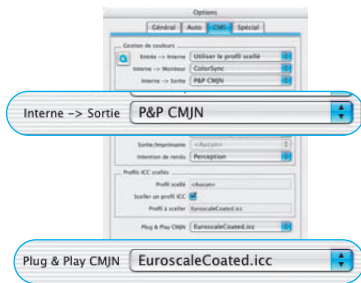 Options
Général Auto CMS Spécial
Gestion de couleurs
Entrée -> Interne Utiliser le profil scellé
Interne -> Moniteur ColorSync
Interne -> Sortie P&P CMJN
Interne -> Sortie P&P CMJN
Sortie/Imprimante <Aucun>
Intention de rendu Perception
Profils ICC scellés
Profil scellé <Aucun>
Sceller un profil ICC
Profil à sceller EuroscaleCoated.icc
Plug & Play CMJN EuroscaleCoated.icc
Plug & Play CMJN EuroscaleCoated.icc